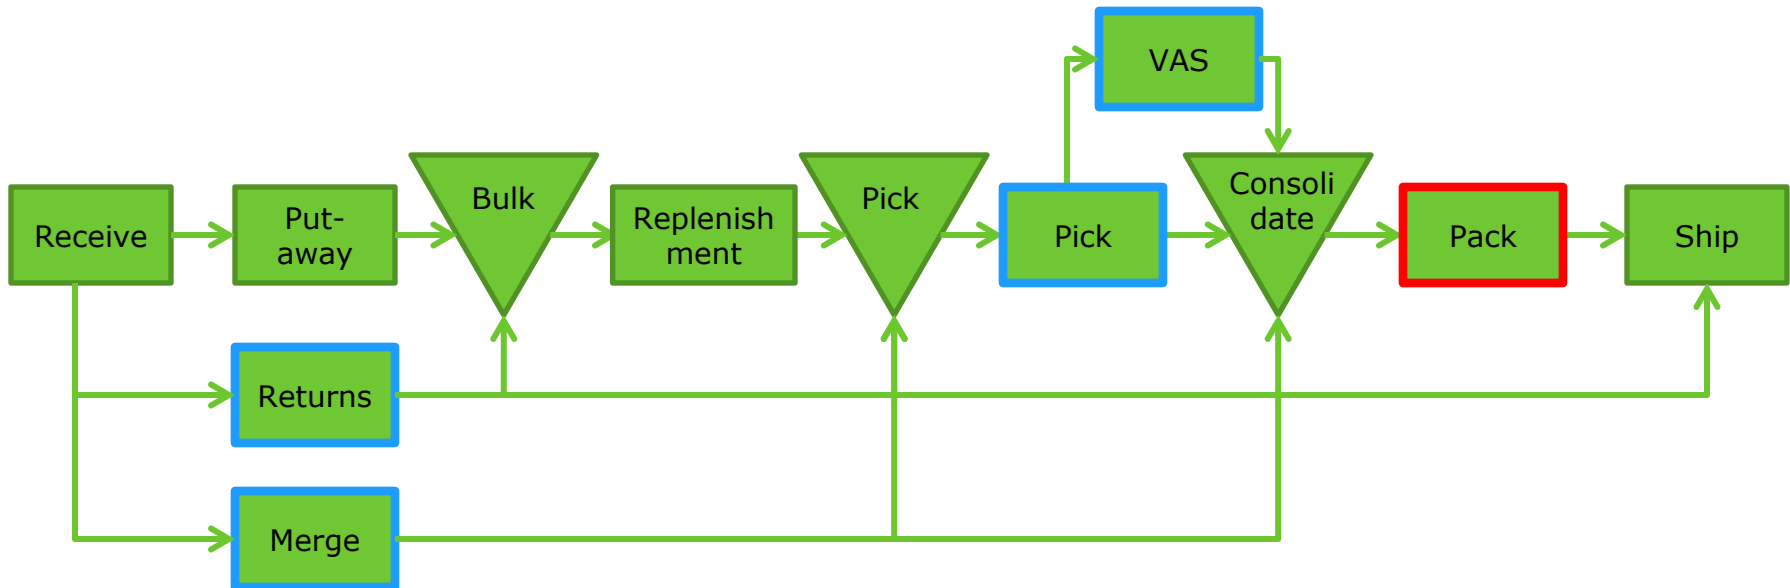 VAS
Receive
Put-
away
Bulk
Replenish
ment
Pick
Pick
Consoli
date
Pack
Ship
Returns
Merge